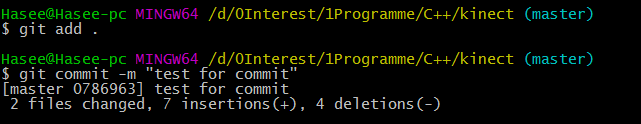 Hasee@Hasee-pc MINGW64 /d/0Interest/1Programme/C++/kinect (master)
$ git add .
Hasee@Hasee-pc MINGW64 /d/0Interest/1Programme/C++/kinect (master)
$ git commit -m "test for commit"
[master 0786963] test for commit
 2 files changed, 7 insertions(+), 4 deletions(-)